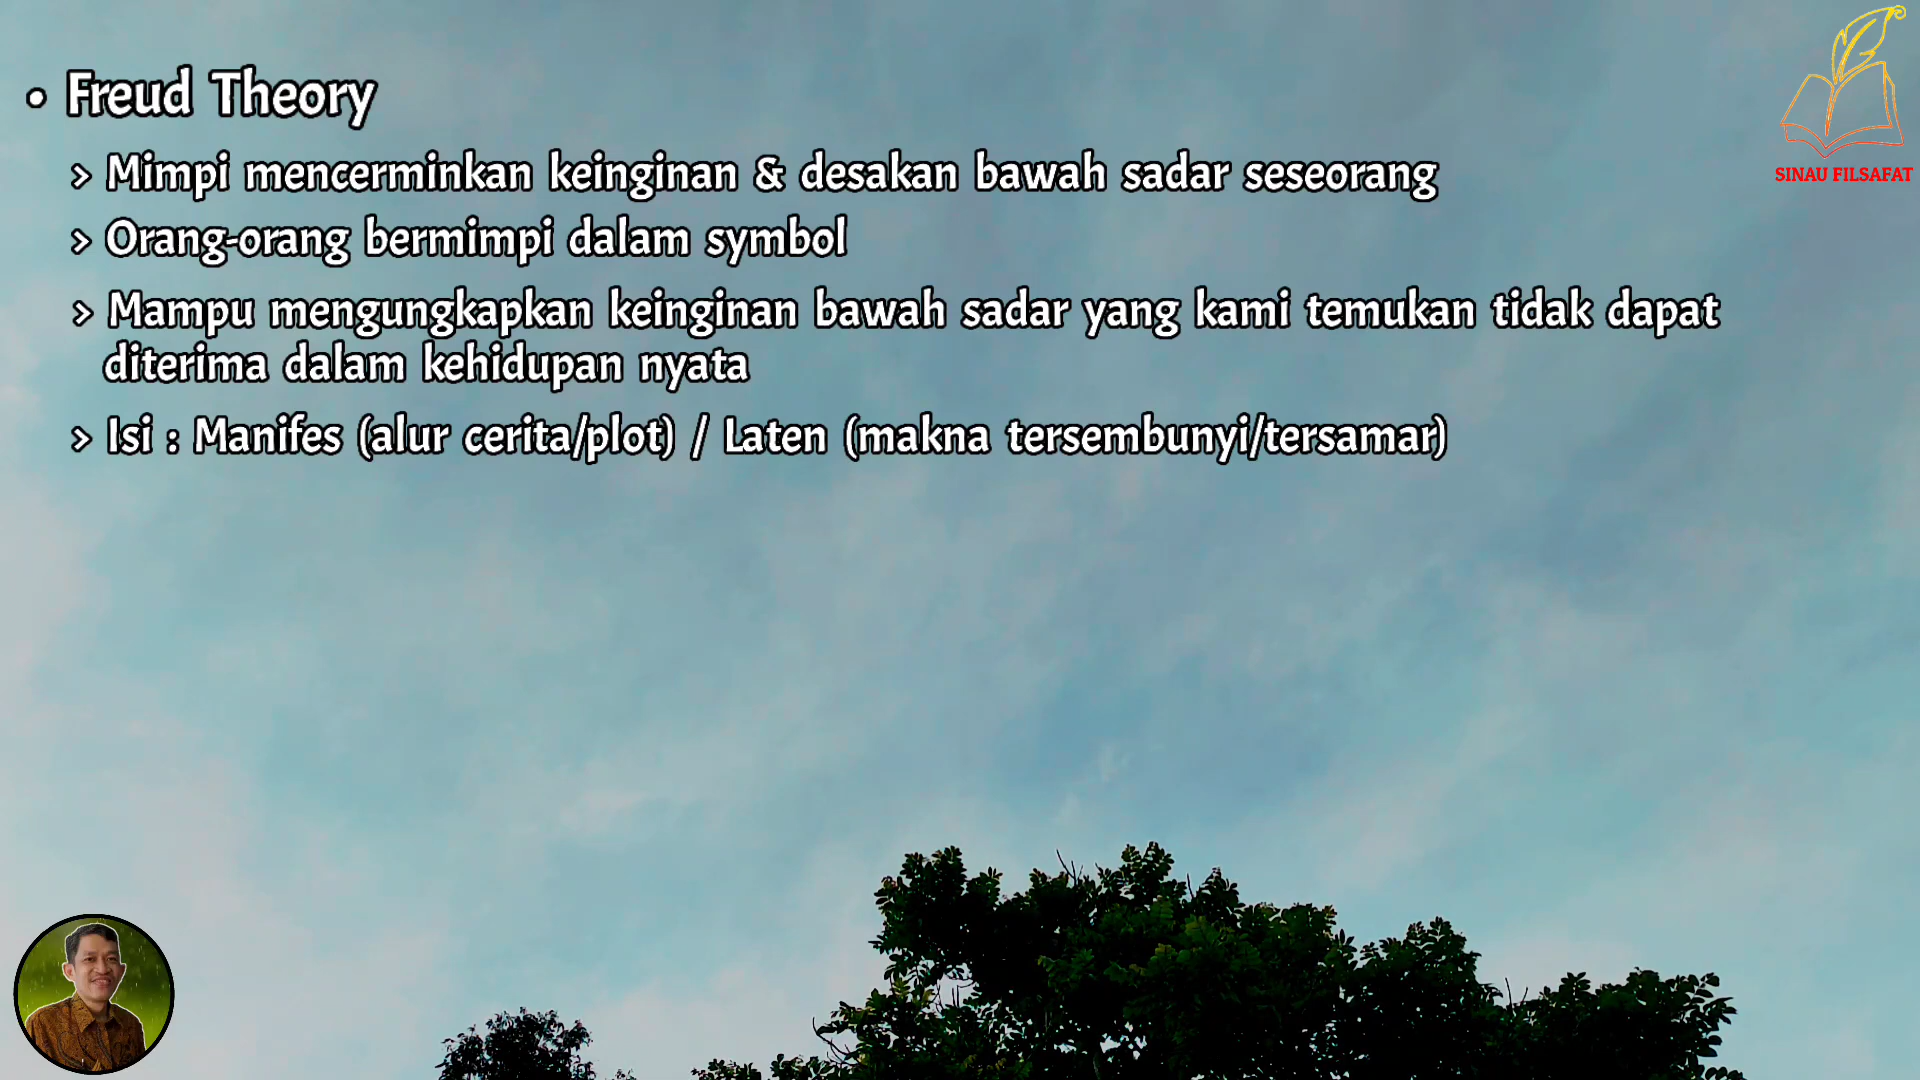 • Freud Theory
> Mimpi mencerminkan keinginan & desakan bawah sadar seseorang
> Orang-orang bermimpi dalam symbol
> Mampu mengungkapkan keinginan bawah sadar yang kami temukan tidak dapat
diterima dalam kehidupan nyata
> Isi : Manifes (alur cerita/plot) / Laten (makna tersembunyi/tersamar)
SINAU FILSAFAT